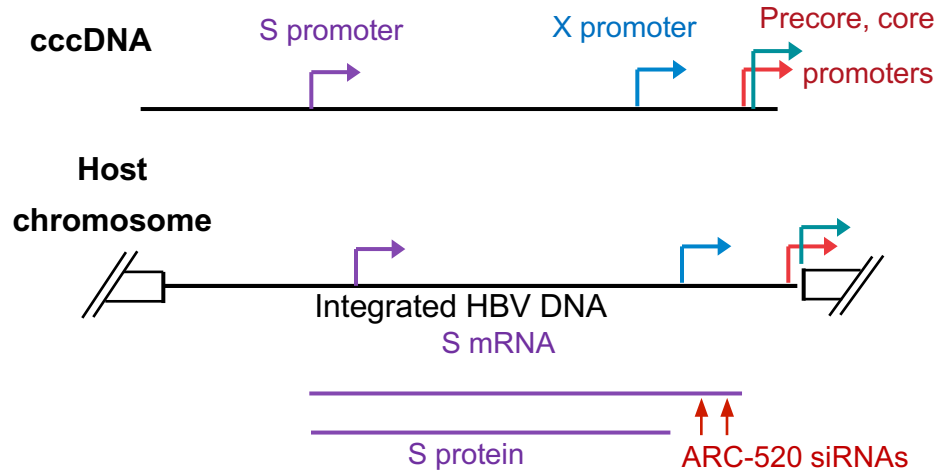 cccDNA
S promoter
X promoter
Precore, core
promoters
Host
chromosome
Integrated HBV DNA
S mRNA
S protein
ARC-520 siRNAs